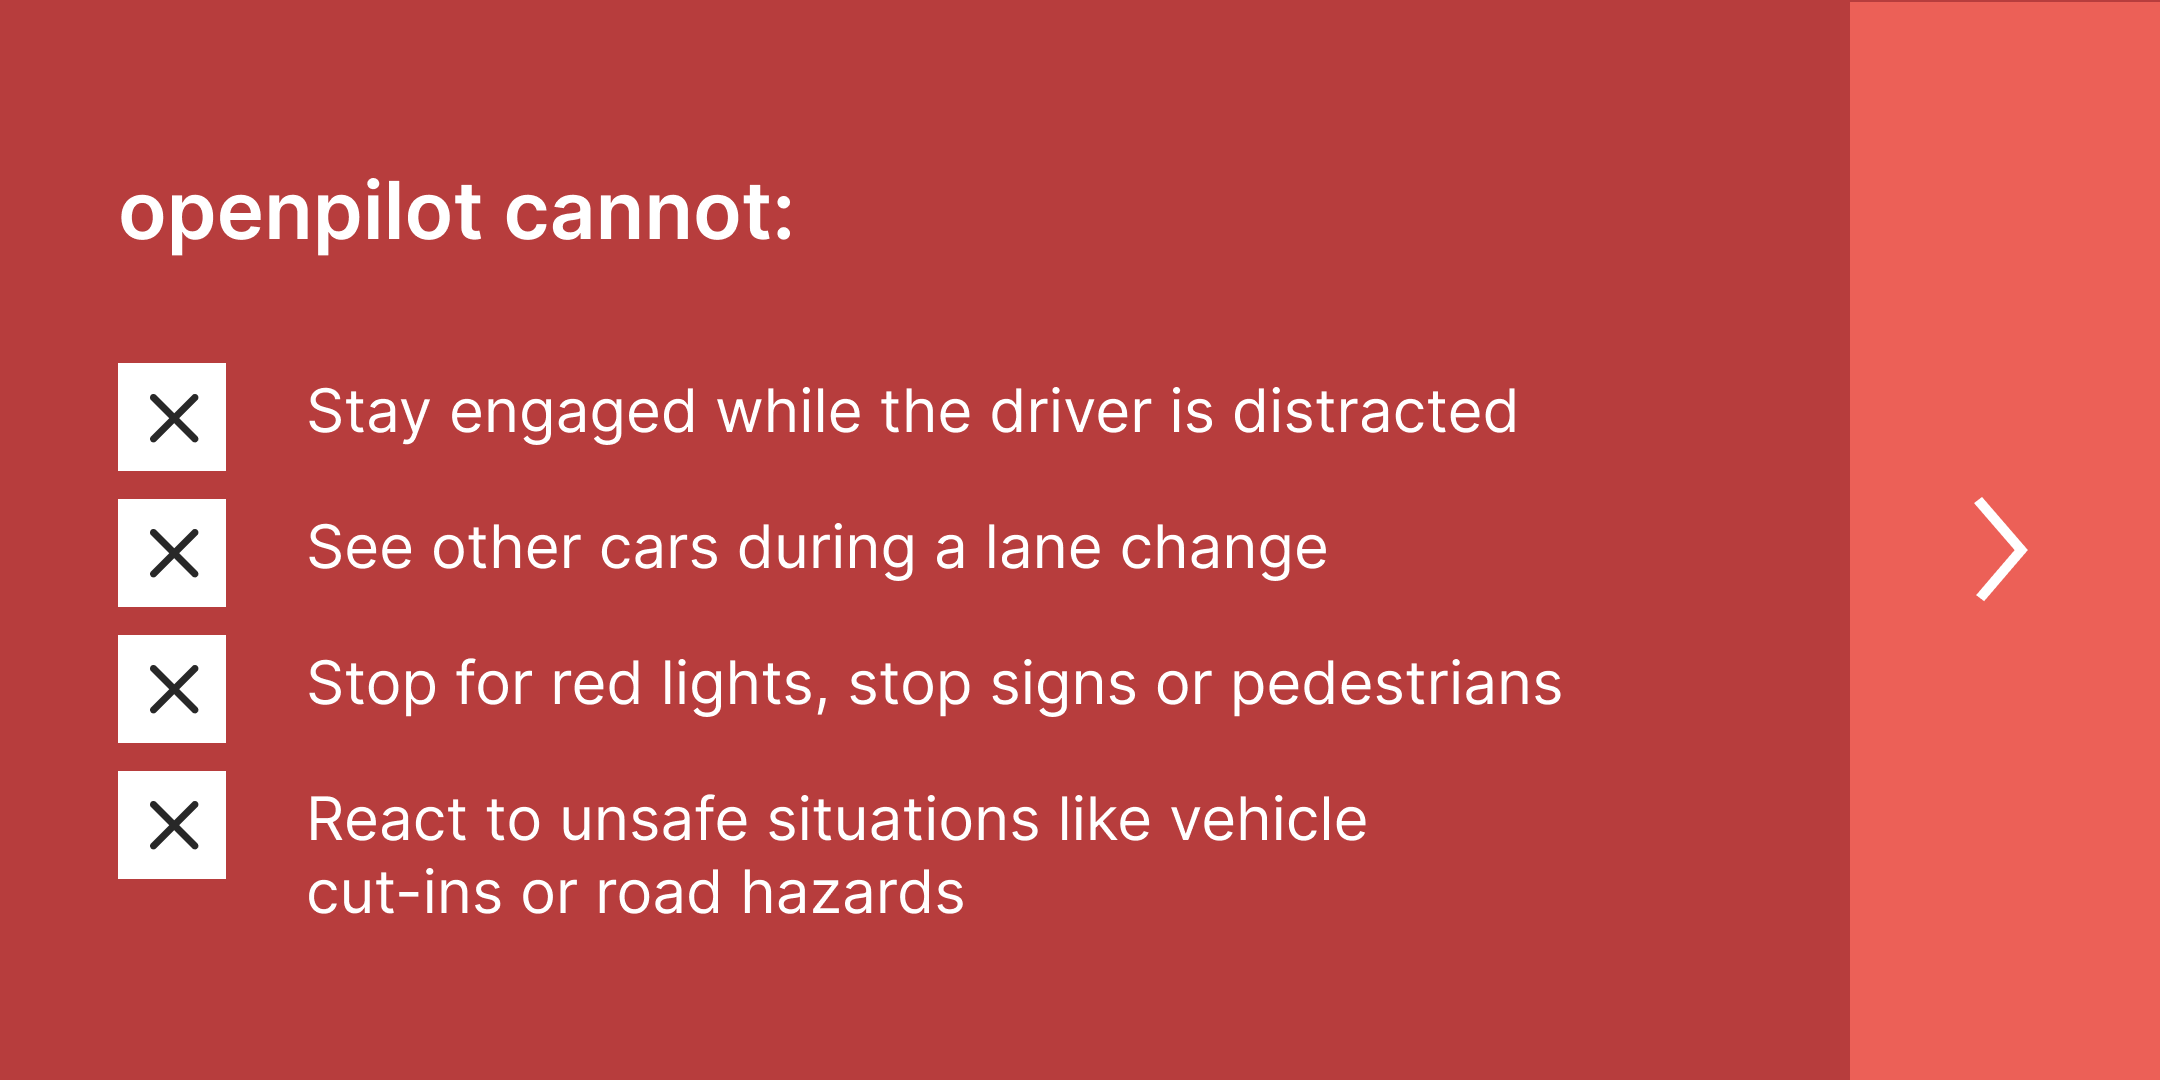 openpilot cannot:
Stay engaged while the driver is distracted
See other cars during a lane change
Stop for red lights, stop signs or pedestrians
React to unsafe situations like vehicle
cut-ins or road hazards